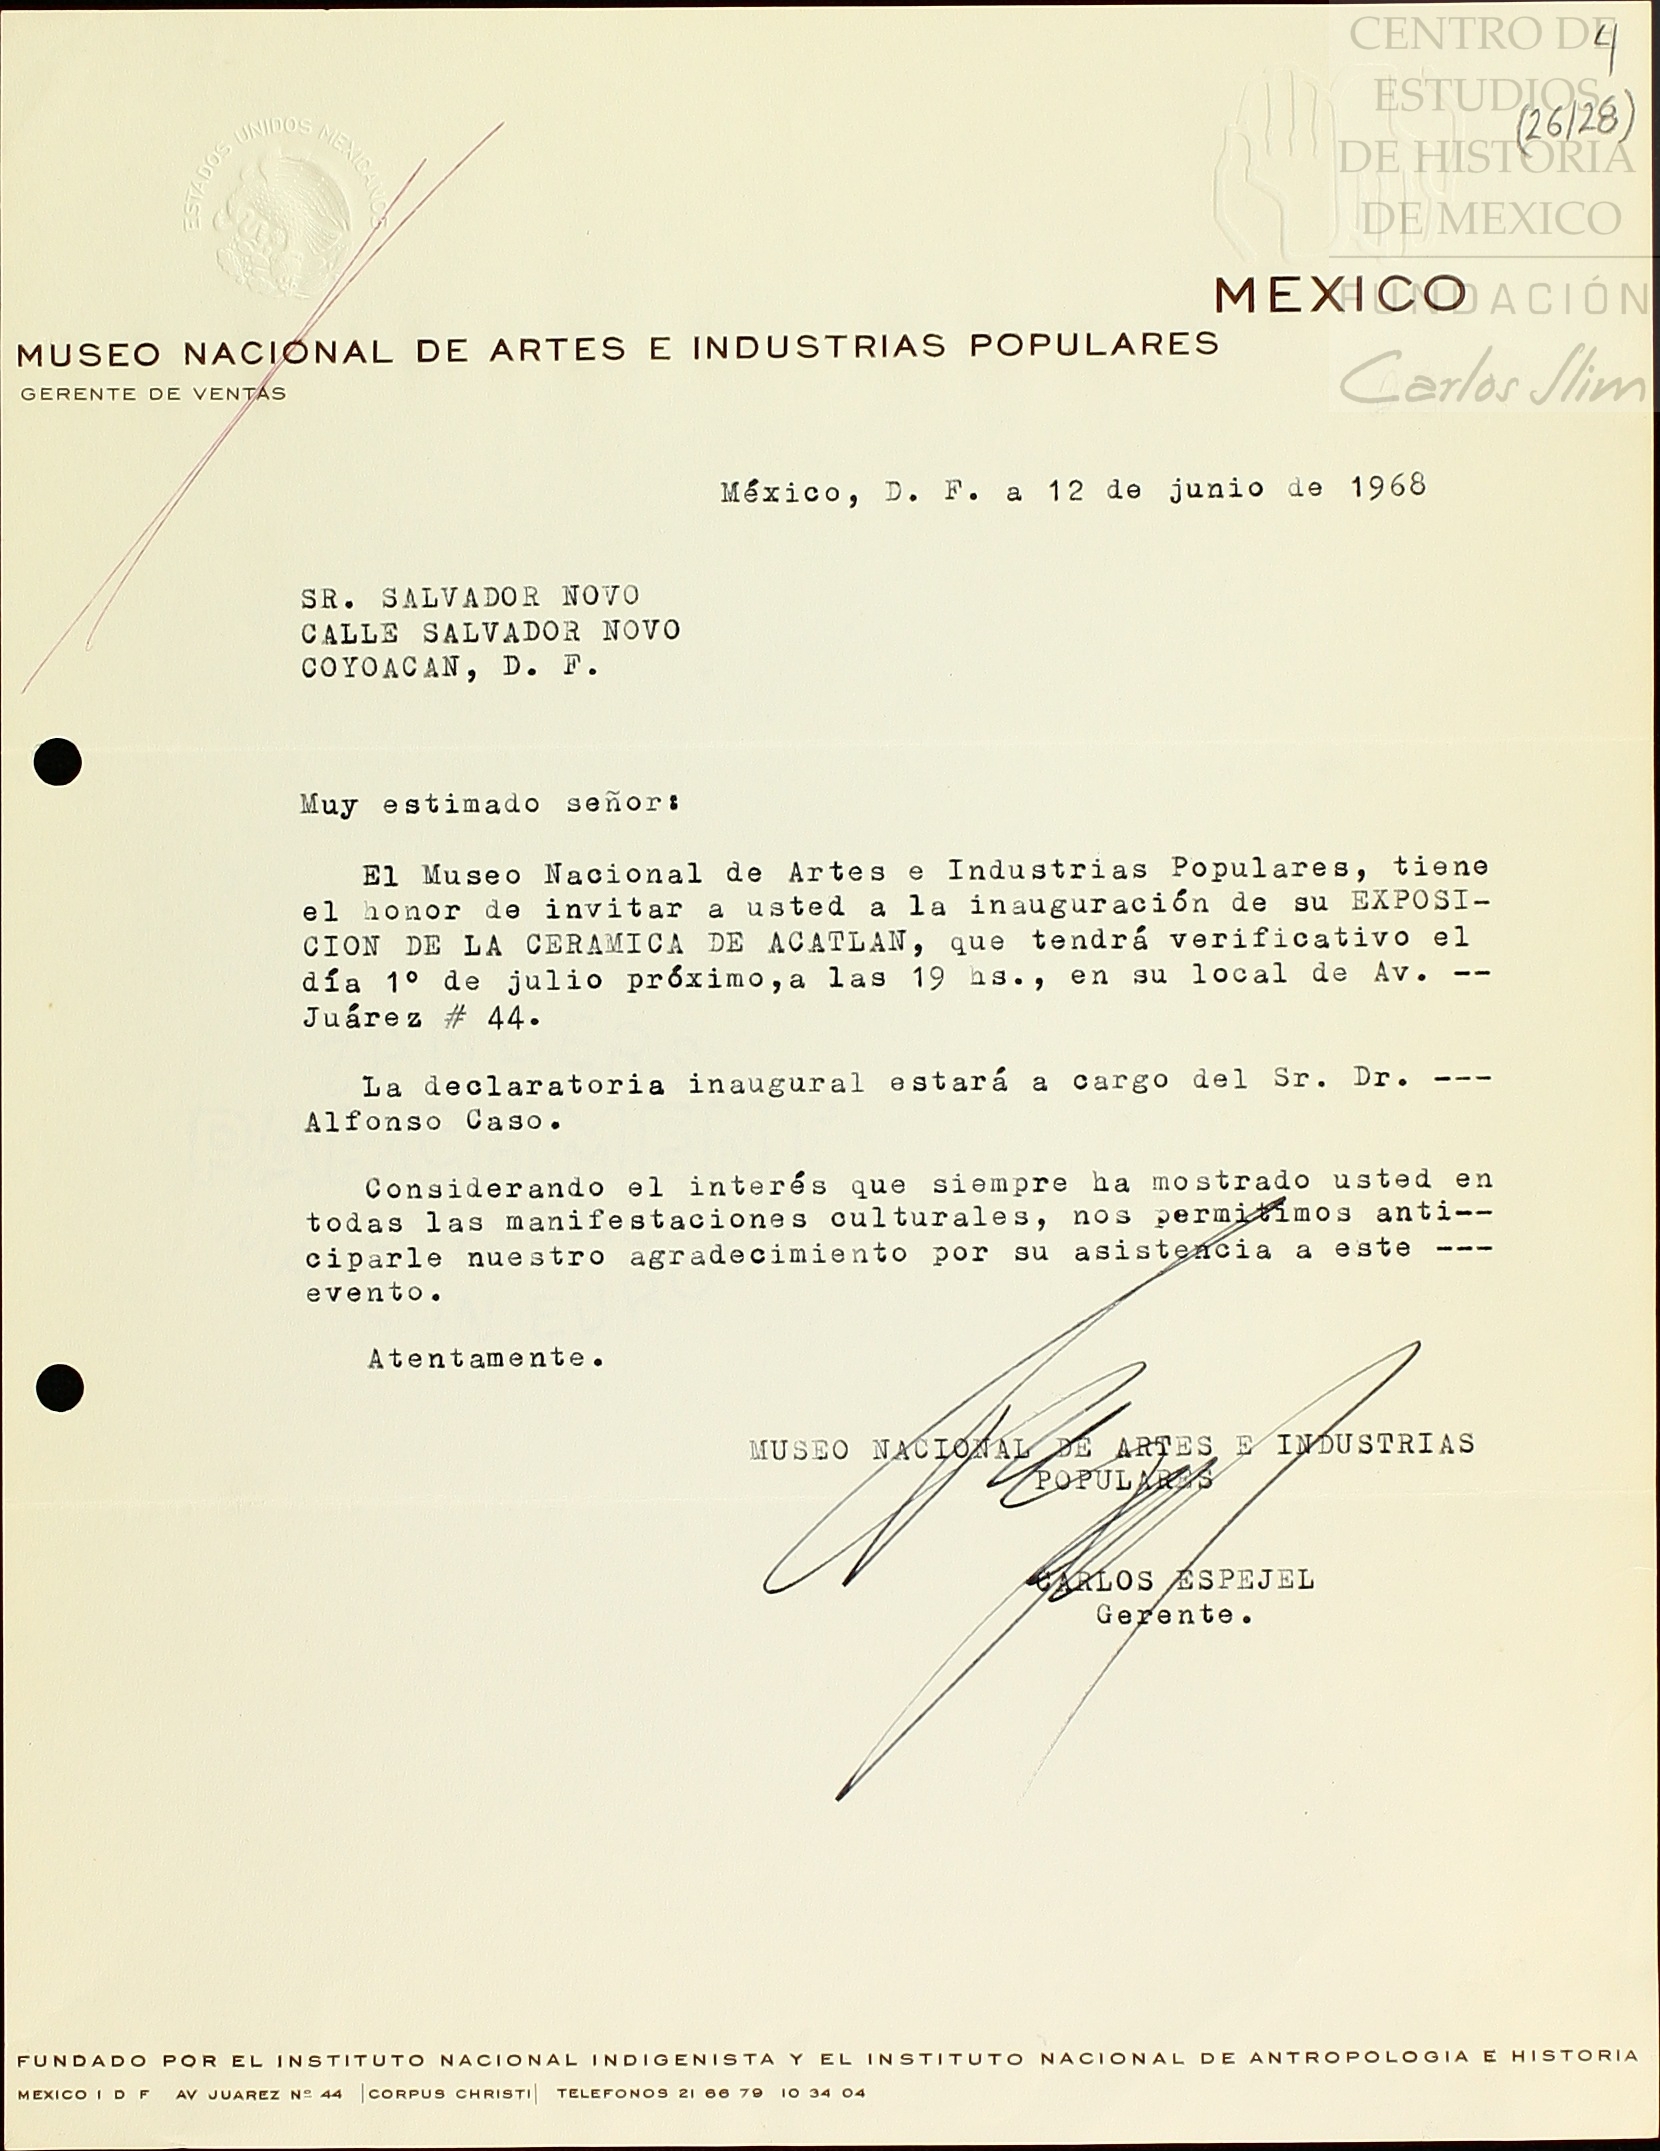 CENTRO DE
ESTUDIOS
DE HISTORIA
DE MEXICO
FUNDACIÓN
Carlos Slim
4
(26/28)
ESTADOS UNIDOS MEXICANOS
MEXICO
MUSEO NACIONAL DE ARTES E INDUSTRIAS POPULARES
GERENTE DE VENTAS
México, D. F. a 12 de junio de 1968
SR. SALVADOR NOVO
CALLE SALVADOR NOVO
COYOACAN, D. F.
Muy estimado señor:
El Museo Nacional de Artes e Industrias Populares, tiene
el honor de invitar a usted a la inauguración de su EXPOSI-
CION DE LA CERAMICA DE ACATLAN, que tendrá verificativo el
día 1º de julio próximo,a las 19 hs., en su local de Av. --
Juárez # 44.
La declaratoria inaugural estará a cargo del Sr. Dr. ---
Alfonso Caso.
Considerando el interés que siempre ha mostrado usted en
todas las manifestaciones culturales, nos permitimos anti--
ciparle nuestro agradecimiento por su asistencia a este ---
evento.
Atentamente.
MUSEO NACIONAL DE ARTES E INDUSTRIAS
POPULARES
CARLOS ESPEJEL
Gerente.
FUNDADO POR EL INSTITUTO NACIONAL INDIGENISTA Y EL INSTITUTO NACIONAL DE ANTROPOLOGIA E HISTORIA
MEXICO I D F AV JUAREZ Nº 44 |CORPUS CHRISTI| TELEFONOS 21 66 79 10 34 04